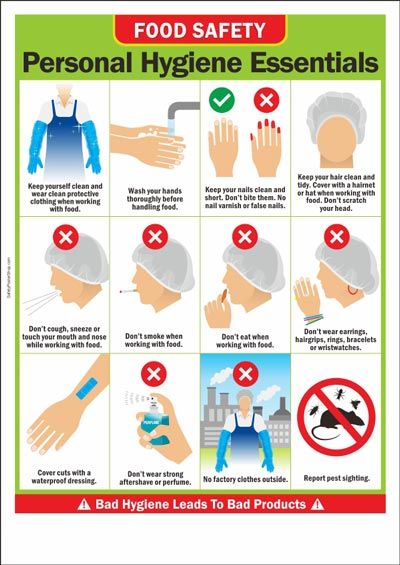 FOOD SAFETY
Personal Hygiene Essentials
Keep yourself clean and
wear clean protective
clothing when working
with food.
Wash your hands
thoroughly before
handling food.
Keep your nails clean and
short. Don't bite them. No
nail varnish or false nails.
Keep your hair clean and
tidy. Cover with a hairnet
or hat when working with
food. Don't scratch
your head.
Don't cough, sneeze or
touch your mouth and nose
while working with food.
Don't smoke when
working with food.
Don't eat when
working with food.
Don't wear earrings,
hairgrips, rings, bracelets
or wristwatches.
Cover cuts with a
waterproof dressing.
PERFUME
Don't wear strong
aftershave or perfume.
No factory clothes outside.
Report pest sighting.
Bad Hygiene Leads To Bad Products
SafetyPosterShop.com